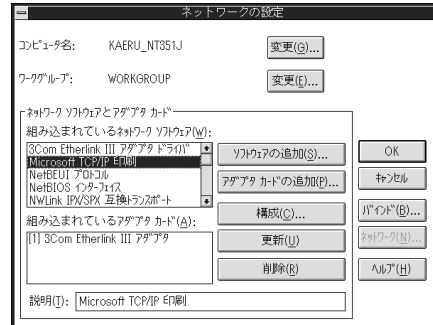 ネットワークの設定
コンピュータ名: KAERU_NT351J 変更(G)...
ワークグループ: WORKGROUP 変更(E)...
ネットワーク ソフトウェアとアダプタ カード
組み込まれているネットワーク ソフトウェア(W):
3Com Etherlink III アダプタ ドライバ
Microsoft TCP/IP 印刷
NetBEUI プロトコル
NetBIOS インターフェイス
NWLink IPX/SPX 互換トランスポート
ソフトウェアの追加(S)...
アダプタ カードの追加(P)...
構成(C)...
更新(U)
削除(R)
OK
キャンセル
バインド(B)...
ネットワーク(N)...
ヘルプ(H)
組み込まれているアダプタ カード(A):
[1] 3Com Etherlink III アダプタ
説明(T): Microsoft TCP/IP 印刷